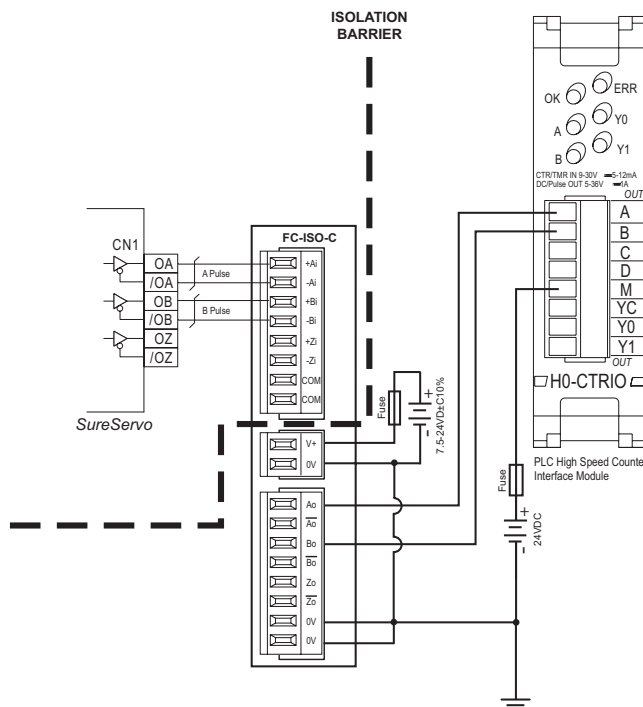 ISOLATION
BARRIER
OK
ERR
A
Y0
B
Y1
CTR/TMR IN 9-30V 5-12mA
DC/Pulse OUT 5-36V 1A
OUT
A
B
C
D
M
YC
Y0
Y1
OUT
H0-CTRIO
PLC High Speed Counte
Interface Module
CN1
OA
/OA
OB
/OB
OZ
/OZ
A Pulse
B Pulse
SureServo
FC-ISO-C
+Ai
-Ai
+Bi
-Bi
+Zi
-Zi
COM
COM
V+
0V
Ao
Ao
Bo
Bo
Zo
Zo
0V
0V
Fuse
+
-
7.5-24VD±C10%
Fuse
+
-
24VDC